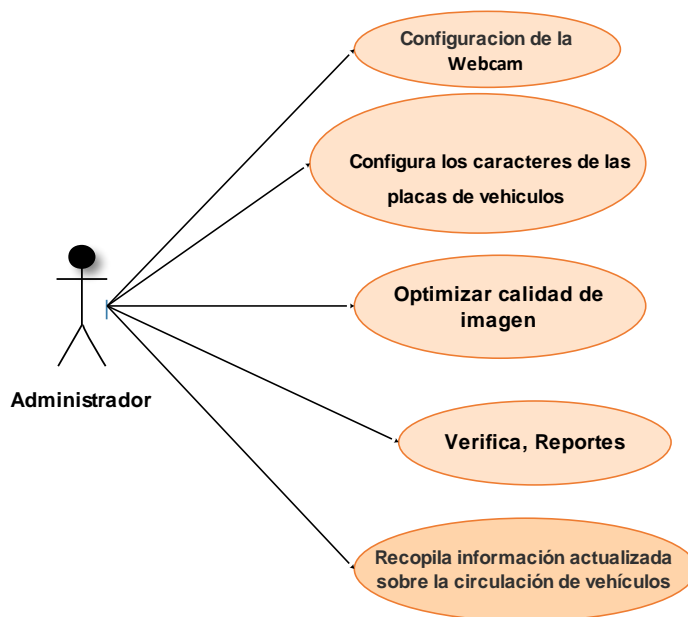 Configuracion de la
Webcam
Configura los caracteres de las
placas de vehiculos
Optimizar calidad de
imagen
Administrador
Verifica, Reportes
Recopila información actualizada
sobre la circulación de vehículos